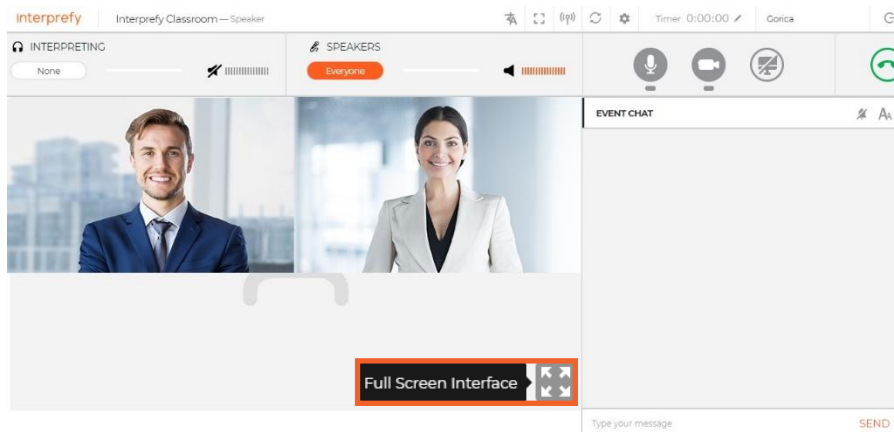 interprefy
Interprefy Classroom — Speaker
Timer 0:00:00
Gorica
INTERPRETING
None
SPEAKERS
Everyone
EVENT CHAT
AA
Full Screen Interface
Type your message
SEND